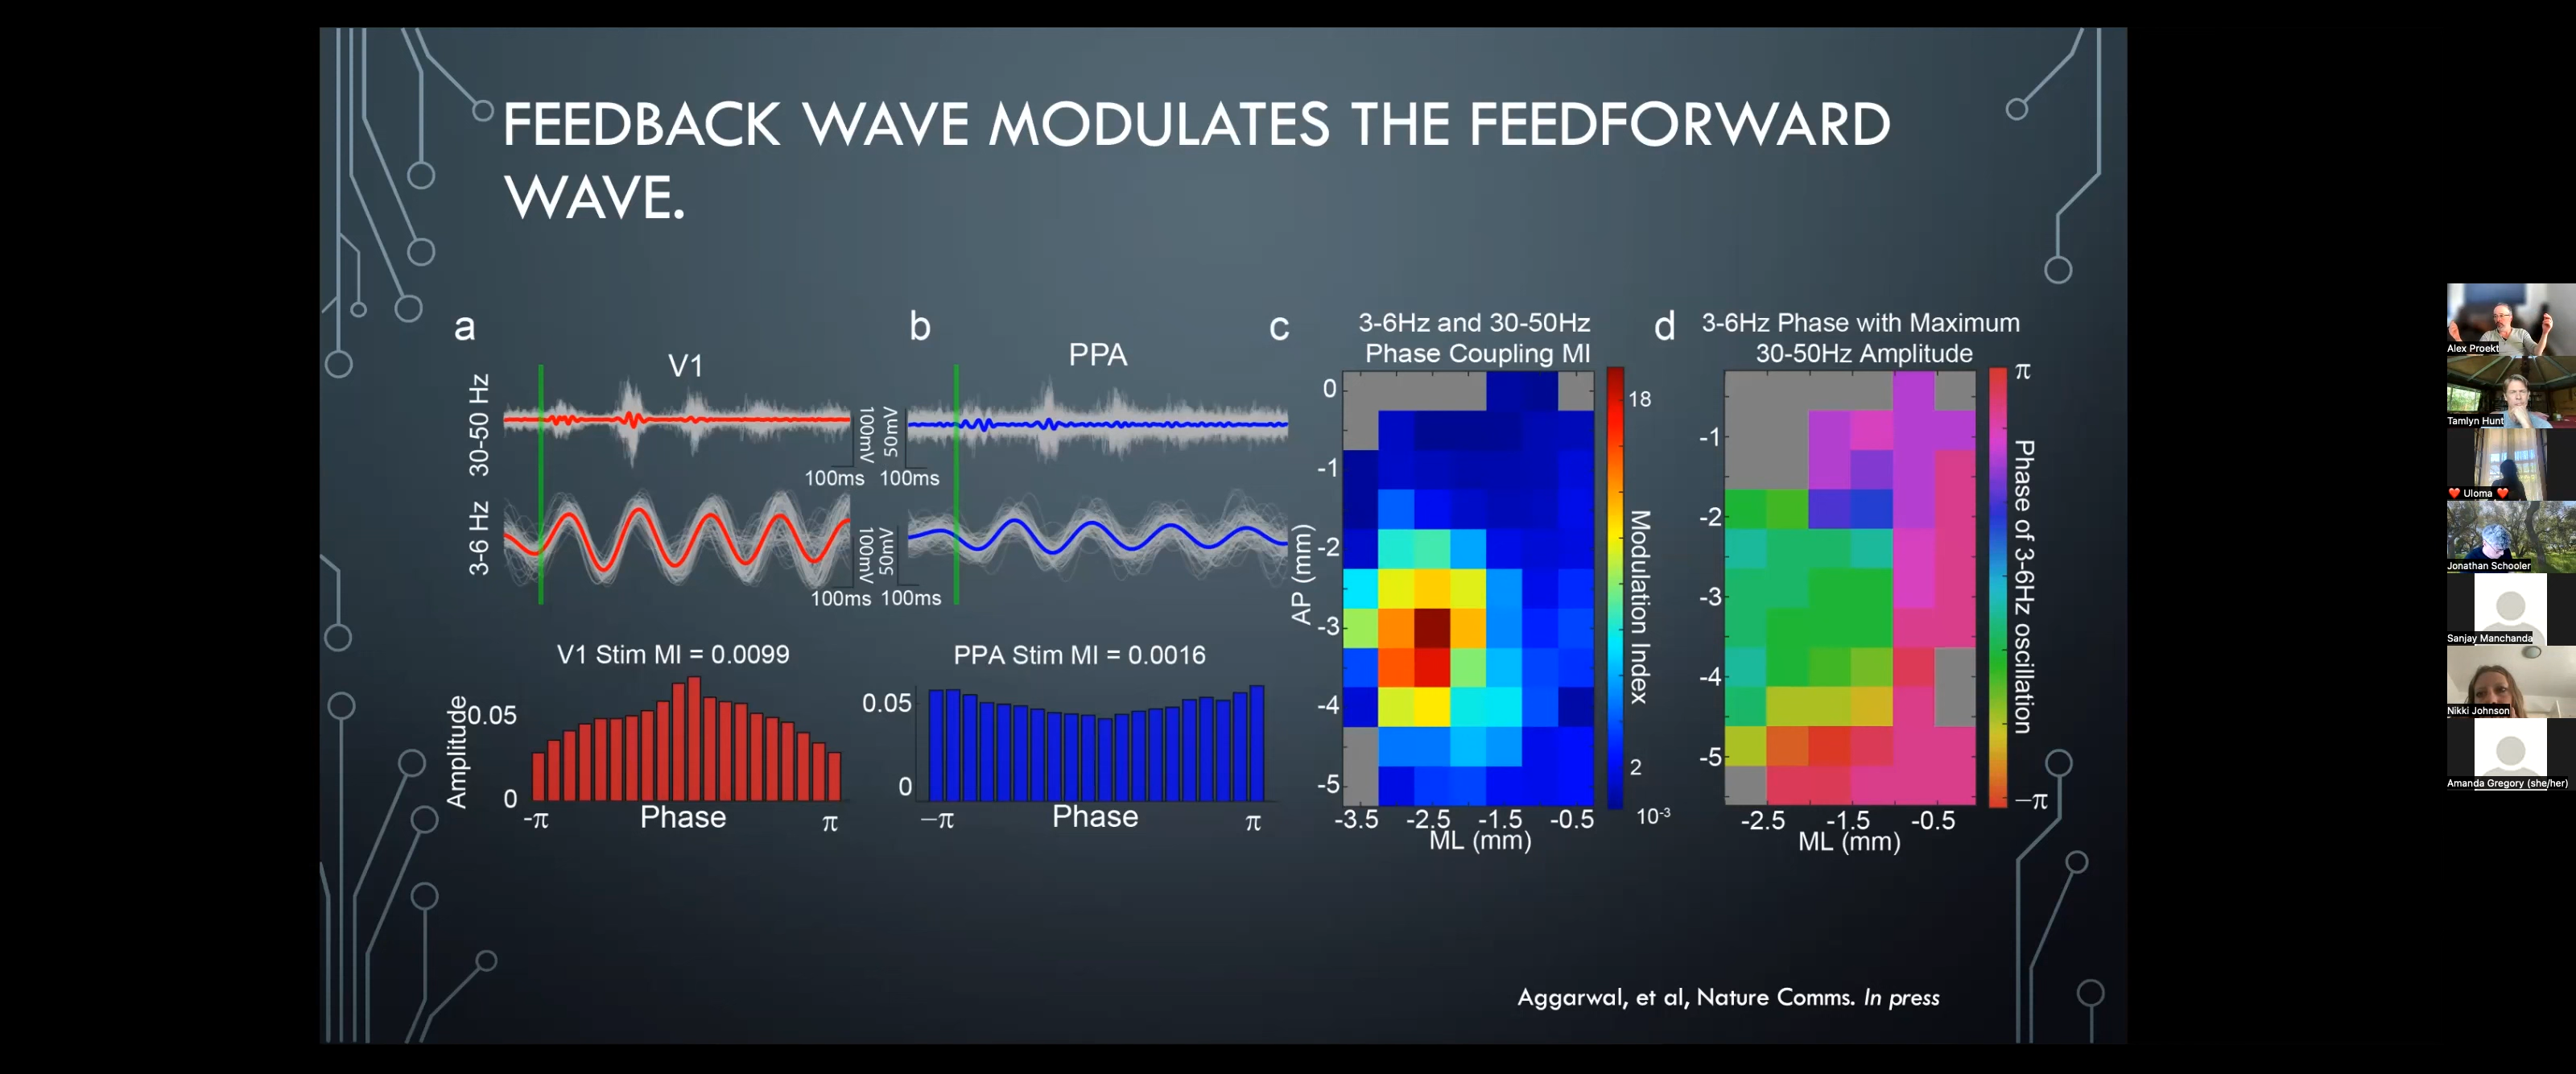 FEEDBACK WAVE MODULATES THE FEEDFORWARD
WAVE.
a
V1
30-50 Hz
3-6 Hz
100mV
100ms
100mV
100ms
V1 Stim MI = 0.0099
Amplitude
0.05
0
-π
Phase
π
b
PPA
50mV
100ms
50mV
100ms
PPA Stim MI = 0.0016
0.05
0
−π
Phase
π
c
3-6Hz and 30-50Hz
Phase Coupling MI
0
-1
-2
-3
-4
-5
AP (mm)
-3.5 -2.5 -1.5 -0.5
ML (mm)
18
2
10-3
Modulation Index
d
3-6Hz Phase with Maximum
30-50Hz Amplitude
-1
-2
-3
-4
-5
-2.5 -1.5 -0.5
ML (mm)
π
−π
Phase of 3-6Hz oscillation
Aggarwal, et al, Nature Comms. In press
Alex Proekt
Tamlyn Hunt
❤️ Uloma ❤️
Jonathan Schooler
Sanjay Manchanda
Nikki Johnson
Amanda Gregory (she/her)